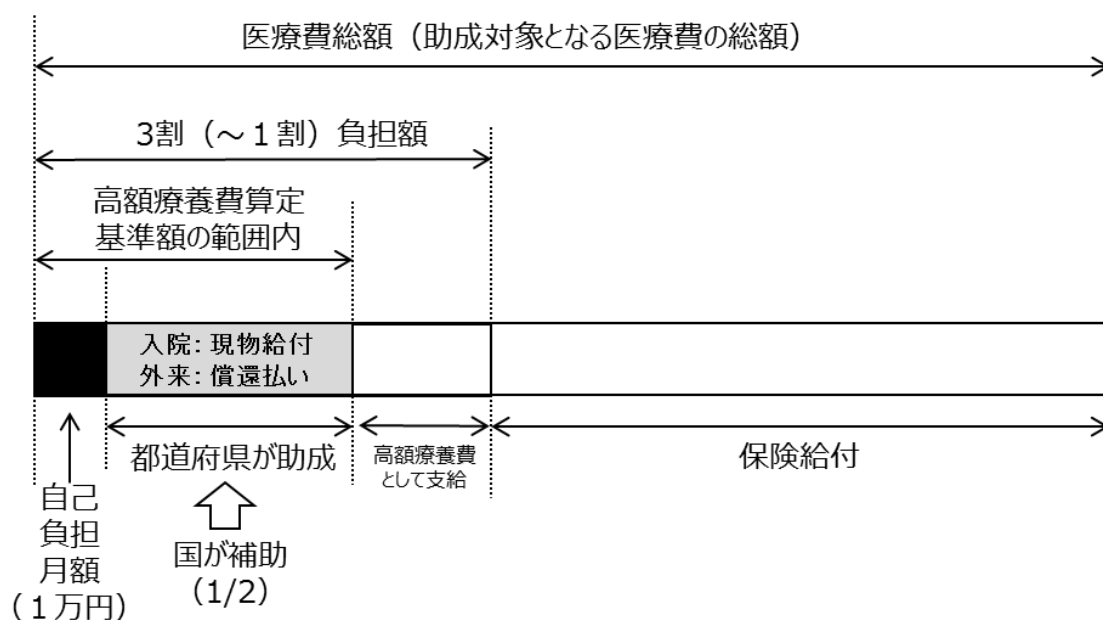 医療費総額（助成対象となる医療費の総額）
3割（～１割）負担額
高額療養費算定
基準額の範囲内
入院：現物給付
外来：償還払い
都道府県が助成
高額療養費
として支給
保険給付
自己
負担
月額
（１万円）
国が補助
(1/2)